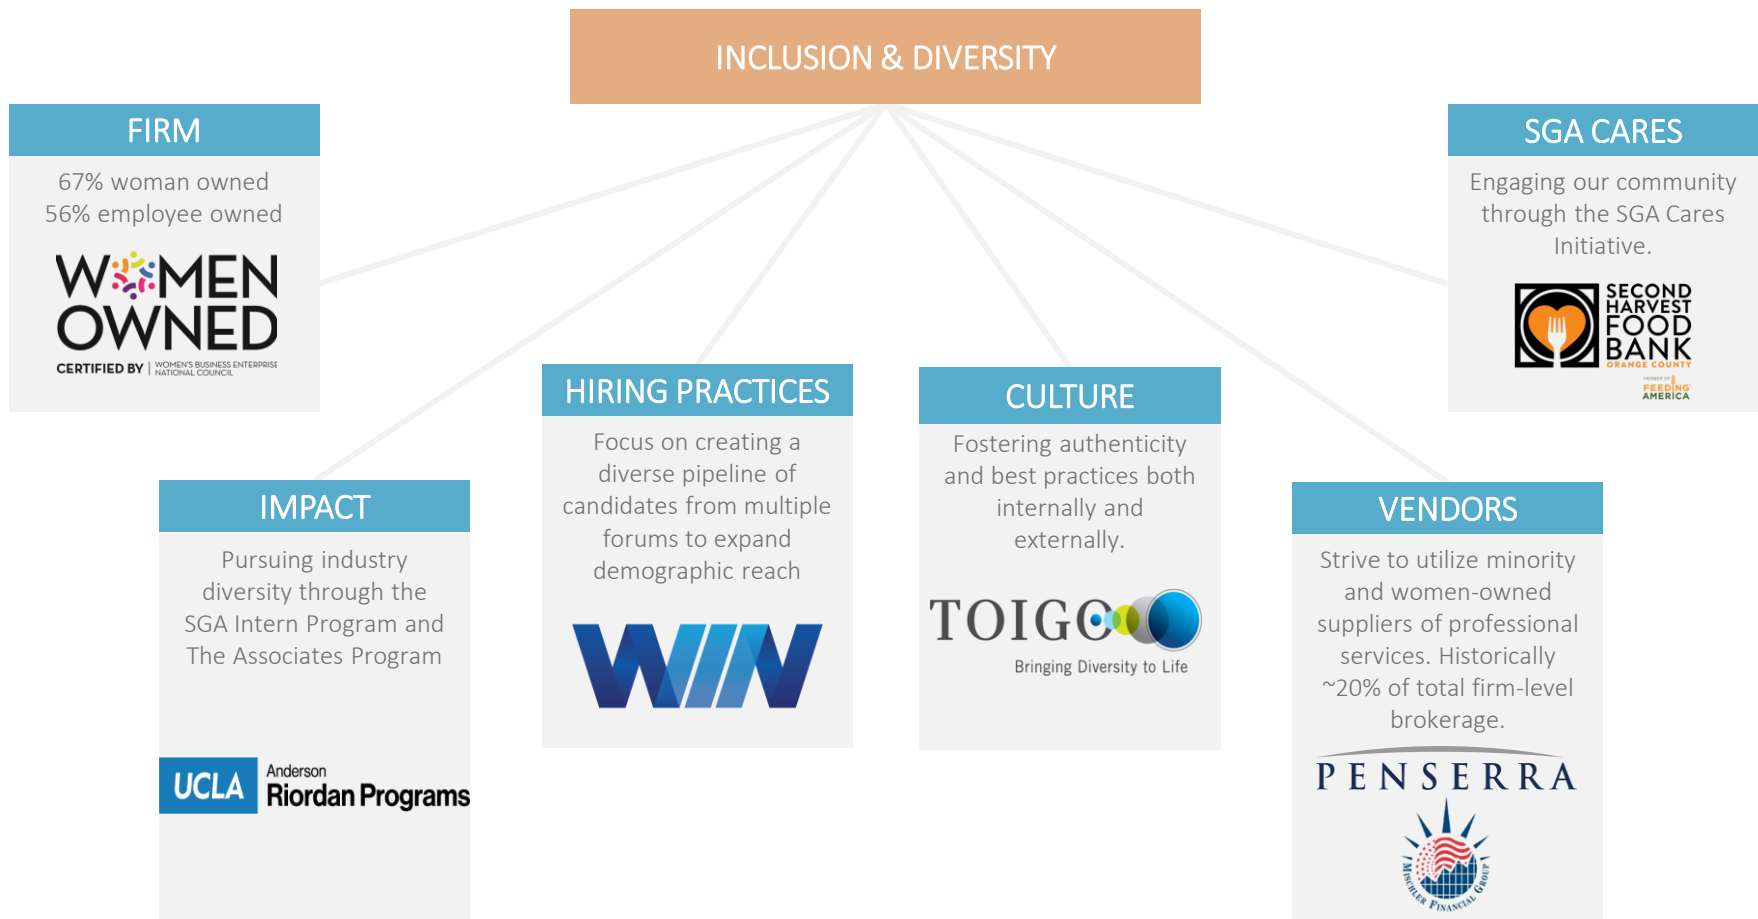 INCLUSION & DIVERSITY
FIRM
67% woman owned
56% employee owned
WOMEN
OWNED
CERTIFIED BY | WOMEN'S BUSINESS ENTERPRISE
NATIONAL COUNCIL
SGA CARES
Engaging our community
through the SGA Cares
Initiative.
SECOND
HARVEST
FOOD
BANK
ORANGE COUNTY
MEMBER OF
FEEDING
AMERICA
HIRING PRACTICES
Focus on creating a
diverse pipeline of
candidates from multiple
forums to expand
demographic reach
WIN
CULTURE
Fostering authenticity
and best practices both
internally and
externally.
TOIGO
Bringing Diversity to Life
IMPACT
Pursuing industry
diversity through the
SGA Intern Program and
The Associates Program
UCLA
Anderson
Riordan Programs
VENDORS
Strive to utilize minority
and women-owned
suppliers of professional
services. Historically
~20% of total firm-level
brokerage.
PENSERRA
MISCHLER FINANCIAL GROUP